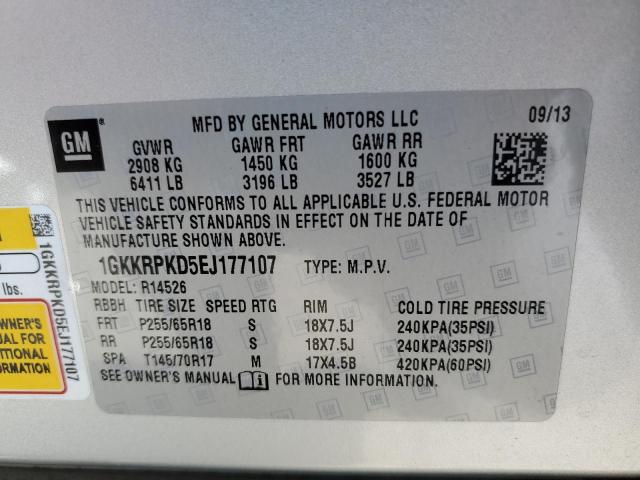 GM
®
MFD BY GENERAL MOTORS LLC
09/13
GVWR GAWR FRT GAWR RR
2908 KG 1450 KG 1600 KG
6411 LB 3196 LB 3527 LB
THIS VEHICLE CONFORMS TO ALL APPLICABLE U.S. FEDERAL MOTOR
VEHICLE SAFETY STANDARDS IN EFFECT ON THE DATE OF
MANUFACTURE SHOWN ABOVE.
1GKKRPKD5EJ177107 TYPE: M.P.V.
MODEL: R14526
RBBH TIRE SIZE SPEED RTG RIM COLD TIRE PRESSURE
FRT P255/65R18 S 18X7.5J 240KPA(35PSI)
RR P255/65R18 S 18X7.5J 240KPA(35PSI)
SPA T145/70R17 M 17X4.5B 420KPA(60PSI)
SEE OWNER'S MANUAL FOR MORE INFORMATION.
1GKKRPKD5EJ177107
lbs.
WNER'S
FOR
ITIONAL
RMATION